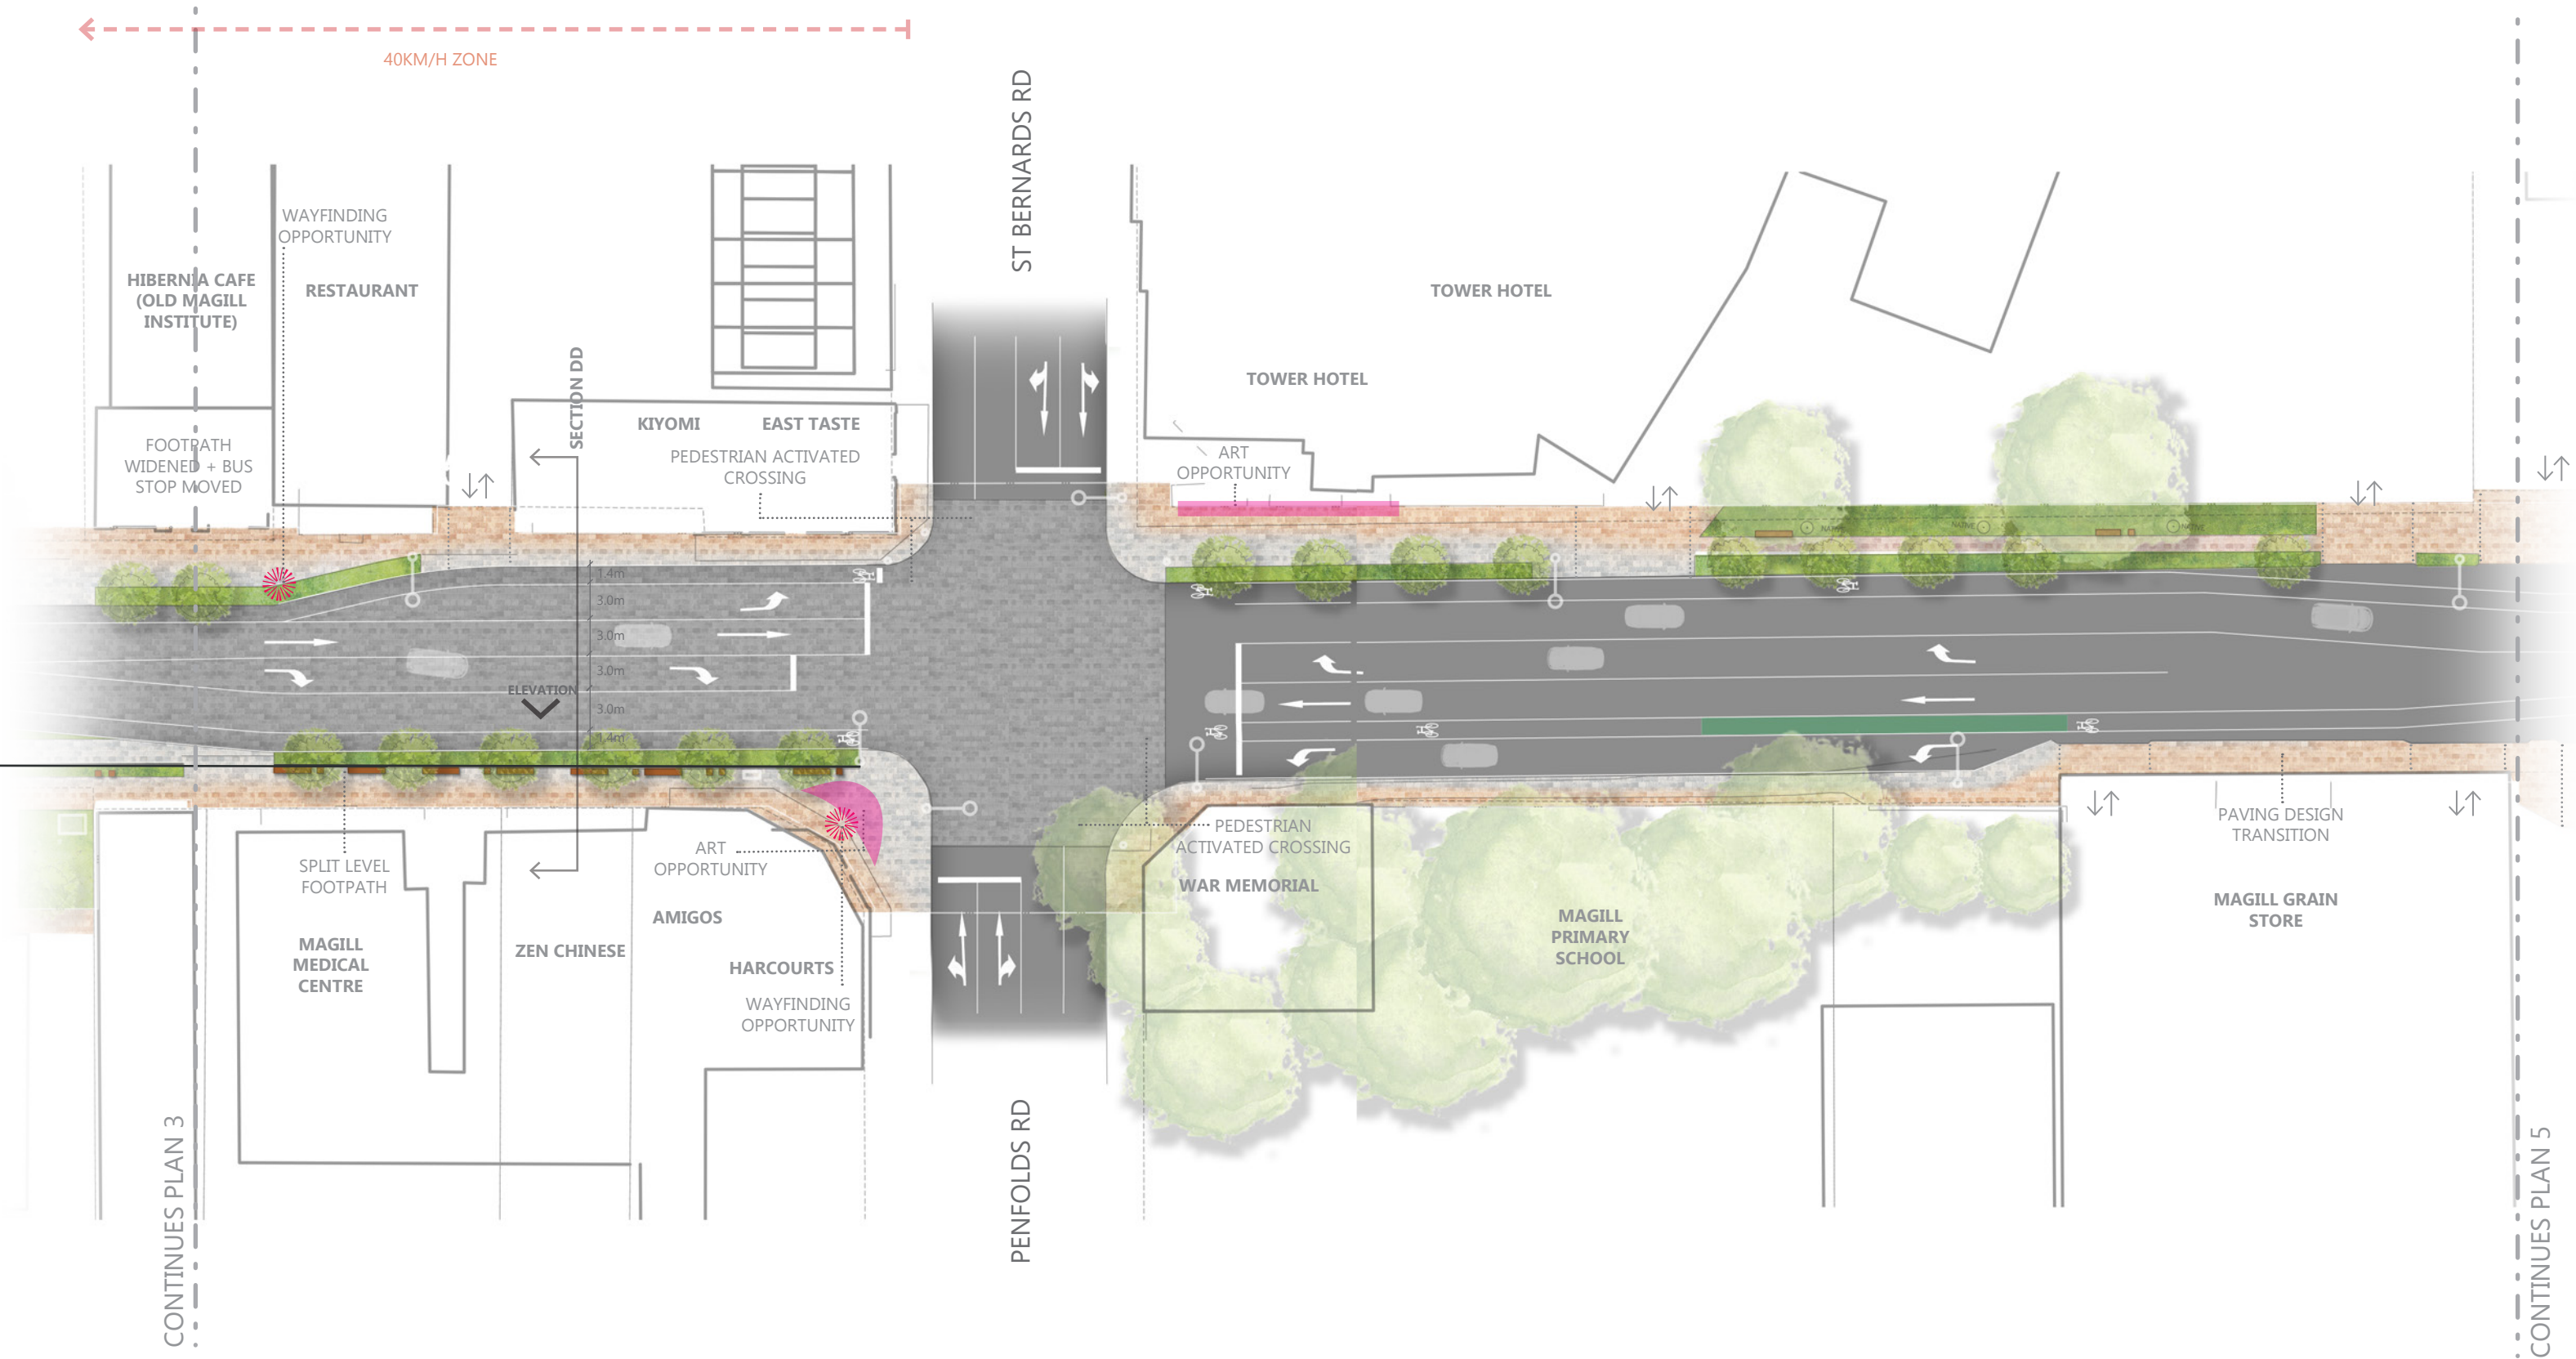 40KM/H ZONE
ST BERNARDS RD
WAYFINDING
OPPORTUNITY
HIBERNIA CAFE
(OLD MAGILL
INSTITUTE)
RESTAURANT
TOWER HOTEL
TOWER HOTEL
SECTION DD
KIYOMI
EAST TASTE
FOOTPATH
WIDENED + BUS
STOP MOVED
PEDESTRIAN ACTIVATED
CROSSING
ART
OPPORTUNITY
NATIVE
NATIVE
NATIVE
1.4m
3.0m
3.0m
3.0m
ELEVATION
3.0m
1.4m
SPLIT LEVEL
FOOTPATH
ART
OPPORTUNITY
PEDESTRIAN
ACTIVATED CROSSING
WAR MEMORIAL
PAVING DESIGN
TRANSITION
MAGILL GRAIN
STORE
AMIGOS
MAGILL
PRIMARY
SCHOOL
MAGILL
MEDICAL
CENTRE
ZEN CHINESE
HARCOURTS
WAYFINDING
OPPORTUNITY
PENFOLDS RD
CONTINUES PLAN 3
CONTINUES PLAN 5